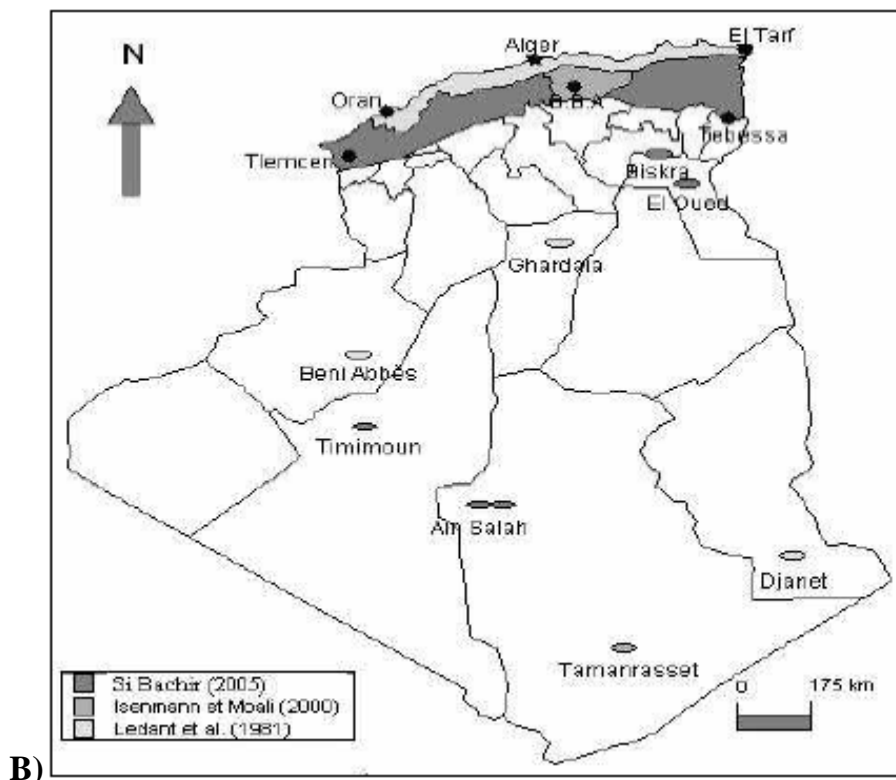 N
Alger
El Tarf
Oran
B.B.A
Tebessa
Tlemcen
Biskra
El Oued
Ghardaia
Beni Abbès
Timimoun
Ain Salah
Djanet
Tamanrasset
0 175 km
Si Bachir (2005)
Isenmann et Moali (2000)
Ledant et al. (1981)
B)